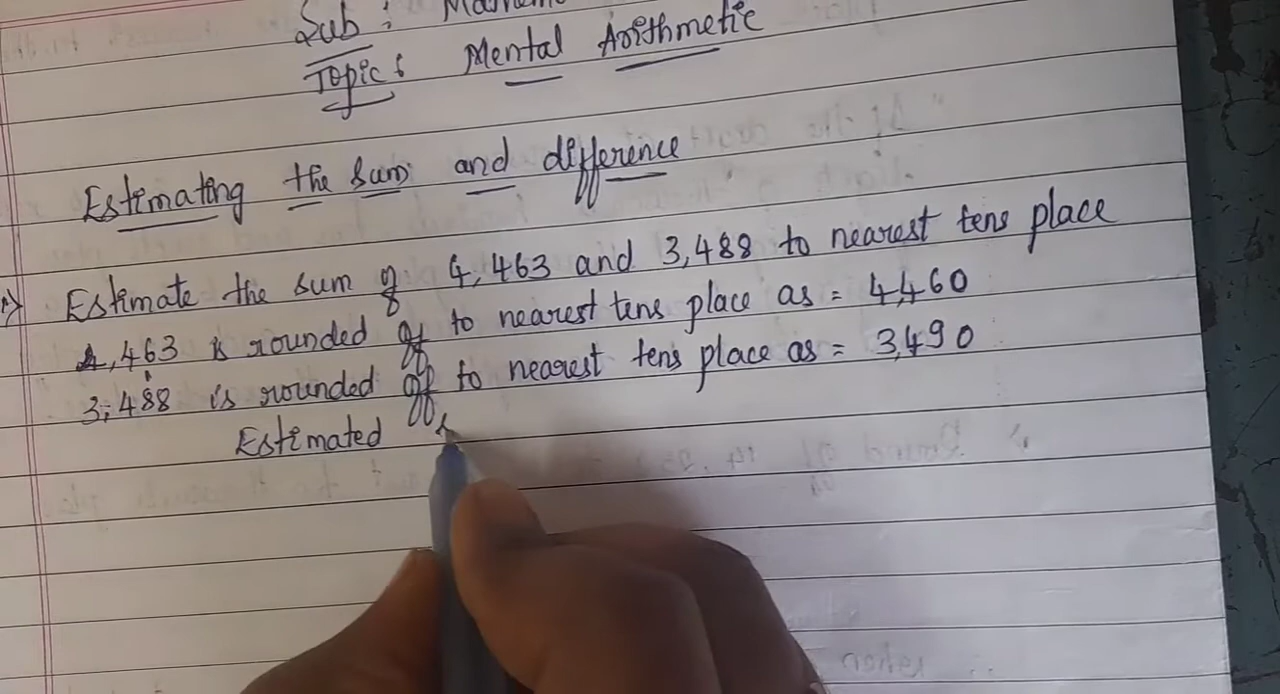 Sub :
Topic : Mental Arithmetic
Estimating the sum and difference
Estimate the sum of 4,463 and 3,488 to nearest tens place
4,463 is rounded off to nearest tens place as = 4,460
3,488 is rounded off to nearest tens place as = 3,490
Estimated